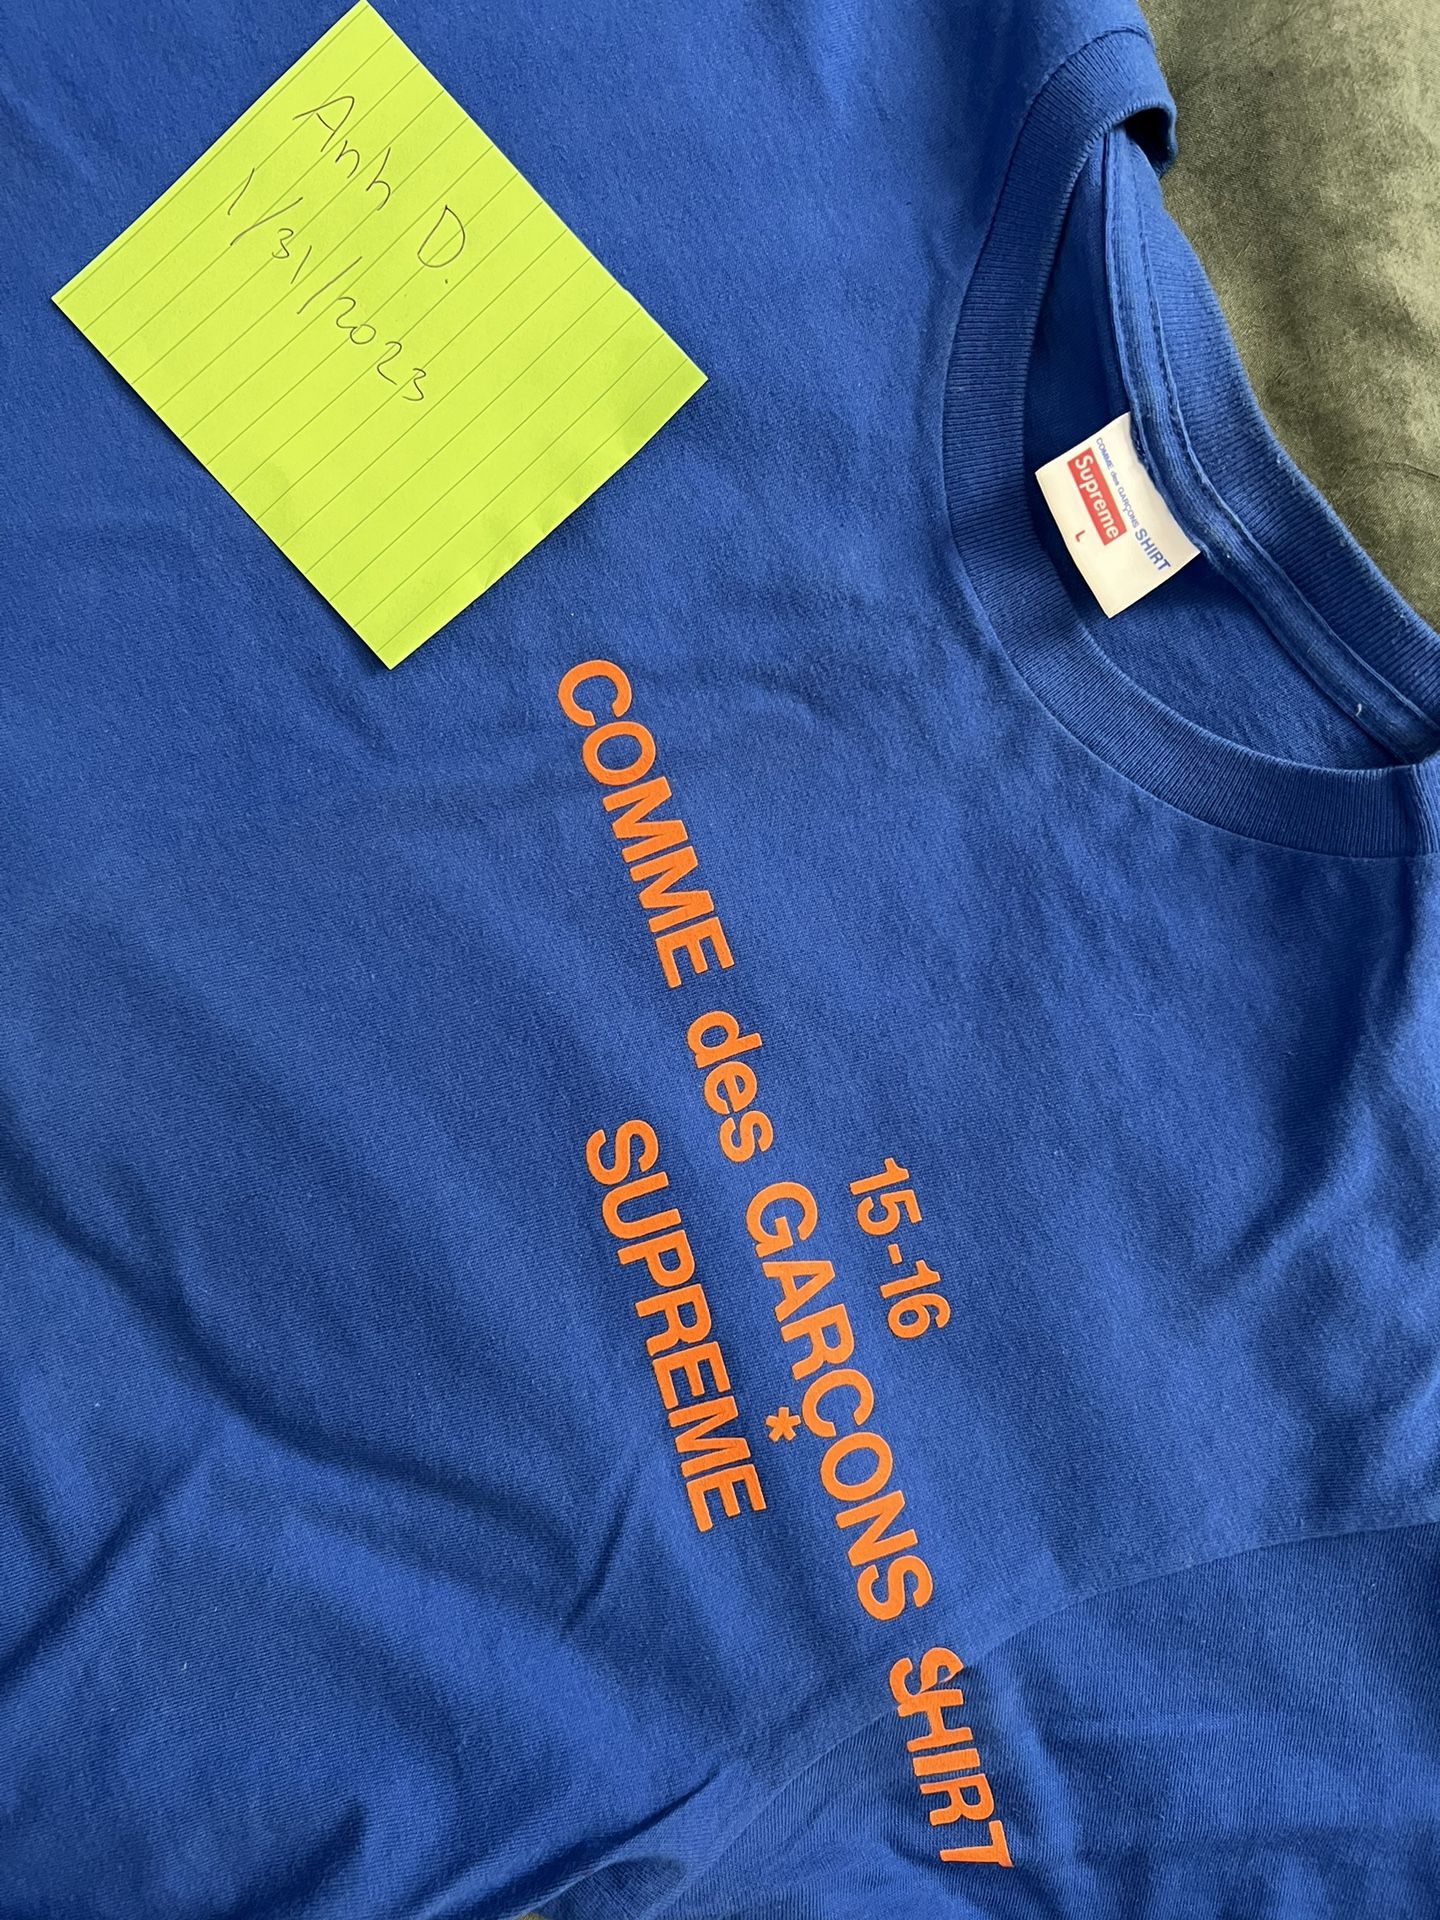 Anh D.
1/31/2023
COMME des GARÇONS SHIRT
Supreme
L
15-16
COMME des GARÇONS SHIRT
*
SUPREME